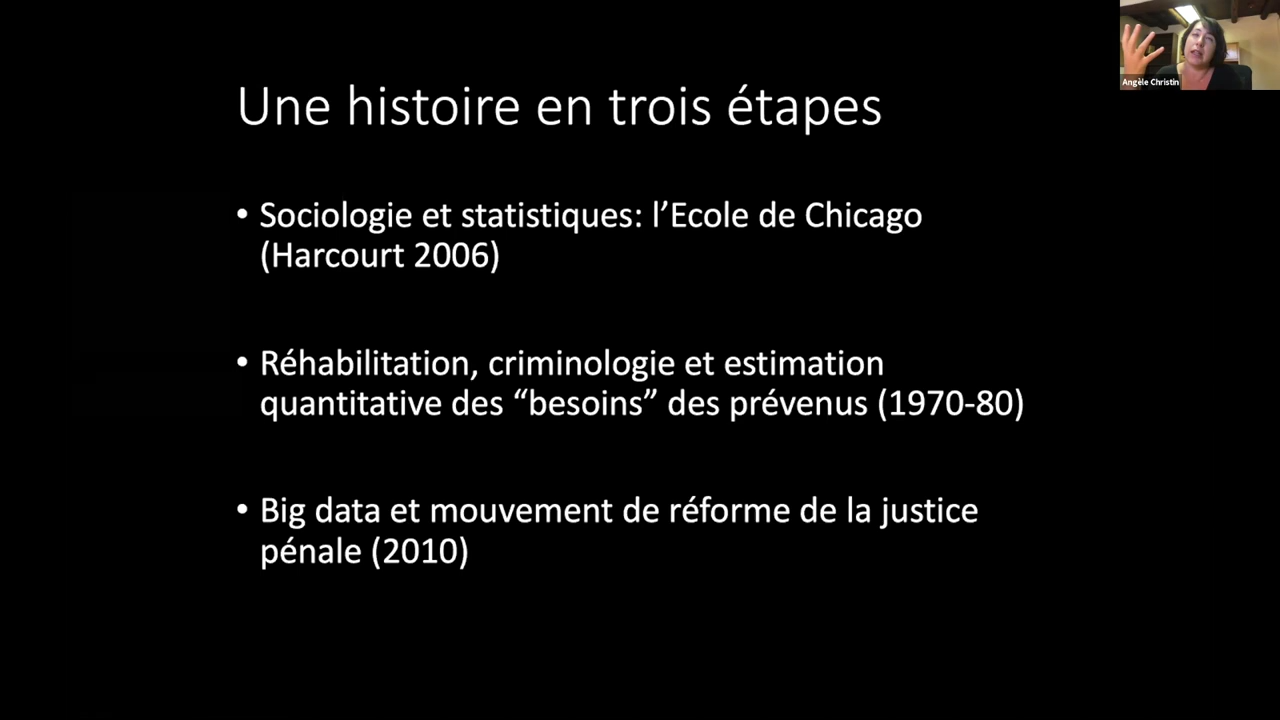 Angèle Christin
Une histoire en trois étapes
• Sociologie et statistiques: l’Ecole de Chicago
(Harcourt 2006)
• Réhabilitation, criminologie et estimation
quantitative des “besoins” des prévenus (1970-80)
• Big data et mouvement de réforme de la justice
pénale (2010)